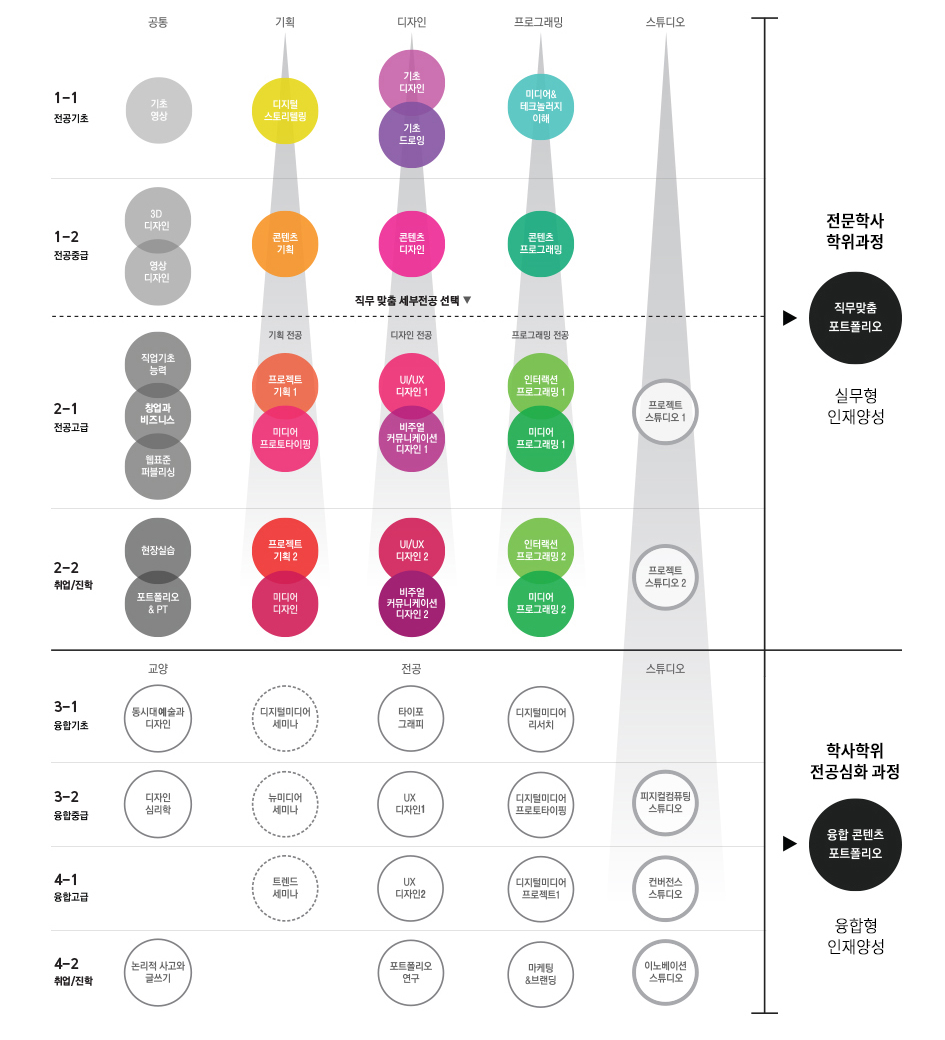 공통
기획
디자인
프로그래밍
스튜디오
1-1
전공기초
기초
영상
디지털
스토리텔링
기초
디자인
기초
드로잉
미디어&
테크놀러지
이해
1-2
전공중급
3D
디자인
영상
디자인
콘텐츠
기획
콘텐츠
디자인
콘텐츠
프로그래밍
직무 맞춤 세부전공 선택 ▼
기획 전공
디자인 전공
프로그래밍 전공
2-1
전공고급
직업기초
능력
창업과
비즈니스
웹표준
퍼블리싱
프로젝트
기획 1
미디어
프로토타이핑
UI/UX
디자인 1
비주얼
커뮤니케이션
디자인 1
인터랙션
프로그래밍 1
미디어
프로그래밍 1
프로젝트
스튜디오 1
2-2
취업/진학
현장실습
포트폴리오
& PT
프로젝트
기획 2
미디어
디자인
UI/UX
디자인 2
비주얼
커뮤니케이션
디자인 2
인터랙션
프로그래밍 2
미디어
프로그래밍 2
프로젝트
스튜디오 2
전문학사
학위과정
직무맞춤
포트폴리오
실무형
인재양성
교양
전공
스튜디오
3-1
융합기초
동시대예술과
디자인
디지털미디어
세미나
타이포
그래피
디지털미디어
리서치
3-2
융합중급
디자인
심리학
뉴미디어
세미나
UX
디자인1
디지털미디어
프로토타이핑
피지컬컴퓨팅
스튜디오
4-1
융합고급
트렌드
세미나
UX
디자인2
디지털미디어
프로젝트1
컨버전스
스튜디오
4-2
취업/진학
논리적 사고와
글쓰기
포트폴리오
연구
마케팅
&브랜딩
이노베이션
스튜디오
학사학위
전공심화 과정
융합 콘텐츠
포트폴리오
융합형
인재양성